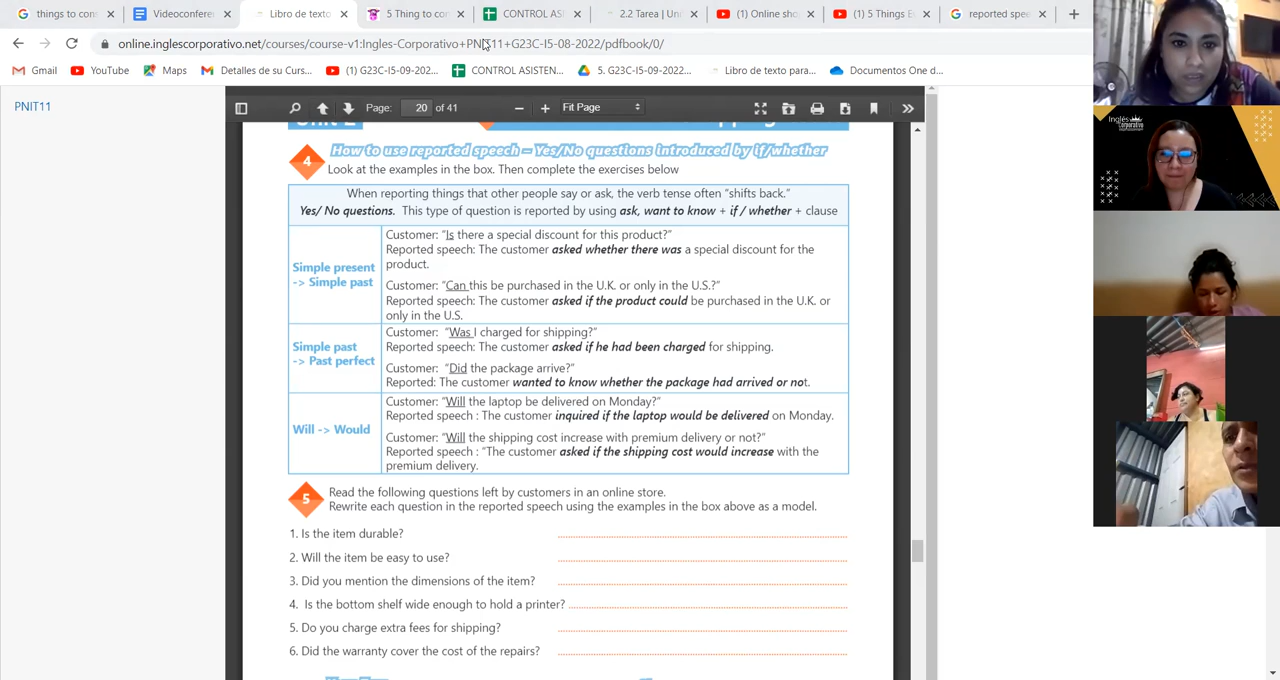 things to con
Videoconfere
Libro de texto
5 Thing to co
CONTROL ASI
2.2 Tarea | Un
(1) Online sho
(1) 5 Things E
reported spee
online.inglescorporativo.net/courses/course-v1:Ingles-Corporativo+PNIT11+G23C-I5-08-2022/pdfbook/0/
Gmail
YouTube
Maps
Detalles de su Curs...
(1) G23C-I5-09-202...
CONTROL ASISTEN...
5. G23C-I5-09-2022...
Libro de texto para...
Documentos One d...
PNIT11
Page: 20 of 41
Fit Page
4
How to use reported speech – Yes/No questions introduced by if/whether
Look at the examples in the box. Then complete the exercises below
When reporting things that other people say or ask, the verb tense often "shifts back."
Yes/ No questions. This type of question is reported by using ask, want to know + if / whether + clause
Simple present
-> Simple past
Customer: "Is there a special discount for this product?"
Reported speech: The customer asked whether there was a special discount for the
product.
Customer: "Can this be purchased in the U.K. or only in the U.S.?"
Reported speech: The customer asked if the product could be purchased in the U.K. or
only in the U.S.
Simple past
-> Past perfect
Customer: "Was I charged for shipping?"
Reported speech: The customer asked if he had been charged for shipping.
Customer: "Did the package arrive?"
Reported: The customer wanted to know whether the package had arrived or not.
Will -> Would
Customer: "Will the laptop be delivered on Monday?"
Reported speech : The customer inquired if the laptop would be delivered on Monday.
Customer: "Will the shipping cost increase with premium delivery or not?"
Reported speech : "The customer asked if the shipping cost would increase with the
premium delivery.
5
Read the following questions left by customers in an online store.
Rewrite each question in the reported speech using the examples in the box above as a model.
1. Is the item durable?
2. Will the item be easy to use?
3. Did you mention the dimensions of the item?
4. Is the bottom shelf wide enough to hold a printer?
5. Do you charge extra fees for shipping?
6. Did the warranty cover the cost of the repairs?
Inglés
Corporativo